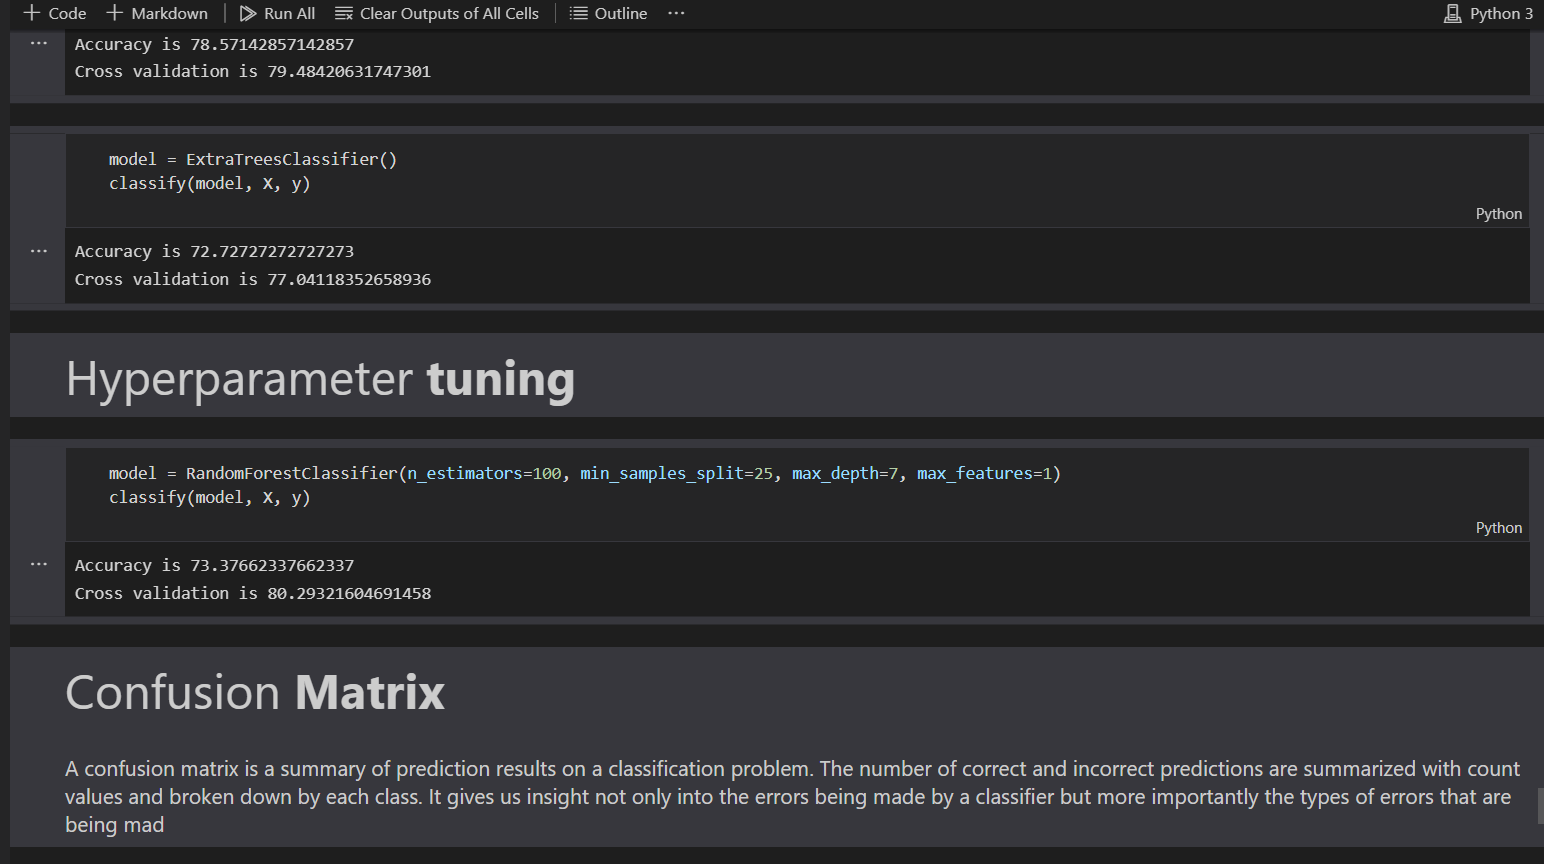 Code Markdown Run All Clear Outputs of All Cells Outline ... Python 3
... Accuracy is 78.57142857142857
Cross validation is 79.48420631747301
model = ExtraTreesClassifier()
classify(model, X, y)
Python
... Accuracy is 72.72727272727273
Cross validation is 77.04118352658936
Hyperparameter tuning
model = RandomForestClassifier(n_estimators=100, min_samples_split=25, max_depth=7, max_features=1)
classify(model, X, y)
Python
... Accuracy is 73.37662337662337
Cross validation is 80.29321604691458
Confusion Matrix
A confusion matrix is a summary of prediction results on a classification problem. The number of correct and incorrect predictions are summarized with count
values and broken down by each class. It gives us insight not only into the errors being made by a classifier but more importantly the types of errors that are
being mad